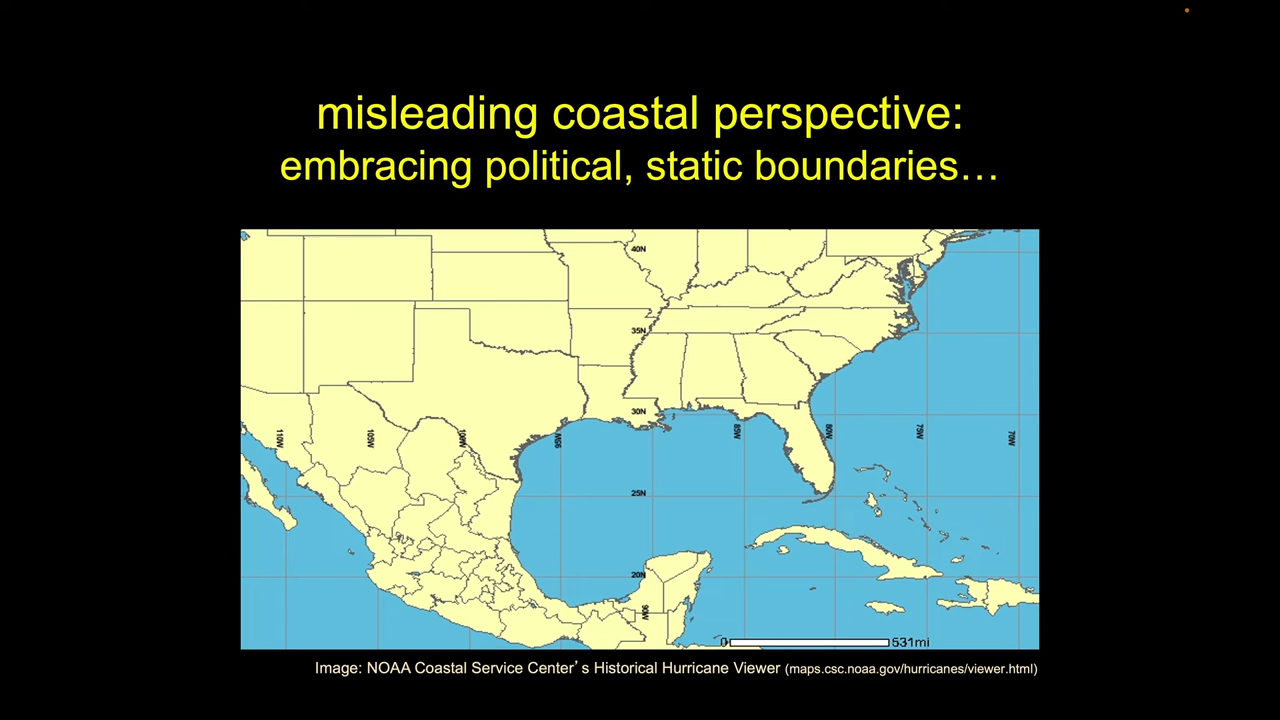 misleading coastal perspective:
embracing political, static boundaries…
40N
35N
30N
110W
105W
100W
95W
85W
80W
75W
70W
25N
20N
90W
0
531mi
Image: NOAA Coastal Service Center’s Historical Hurricane Viewer (maps.csc.noaa.gov/hurricanes/viewer.html)